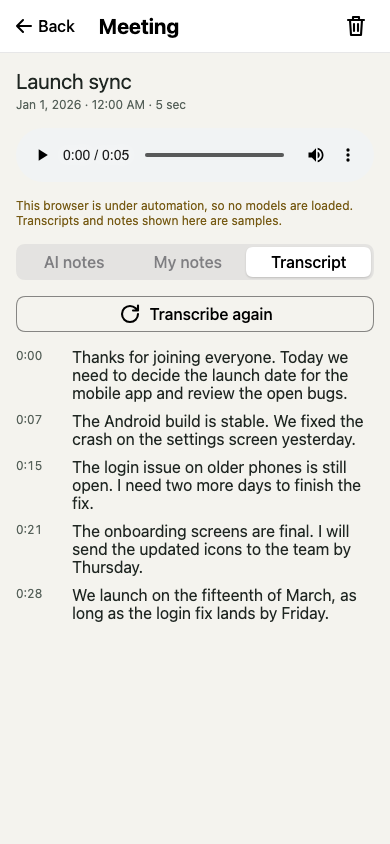 Back Meeting
Launch sync
Jan 1, 2026 · 12:00 AM · 5 sec
0:00 / 0:05
This browser is under automation, so no models are loaded.
Transcripts and notes shown here are samples.
AI notes My notes Transcript
Transcribe again
0:00 Thanks for joining everyone. Today we
need to decide the launch date for the
mobile app and review the open bugs.
0:07 The Android build is stable. We fixed the
crash on the settings screen yesterday.
0:15 The login issue on older phones is still
open. I need two more days to finish the
fix.
0:21 The onboarding screens are final. I will
send the updated icons to the team by
Thursday.
0:28 We launch on the fifteenth of March, as
long as the login fix lands by Friday.